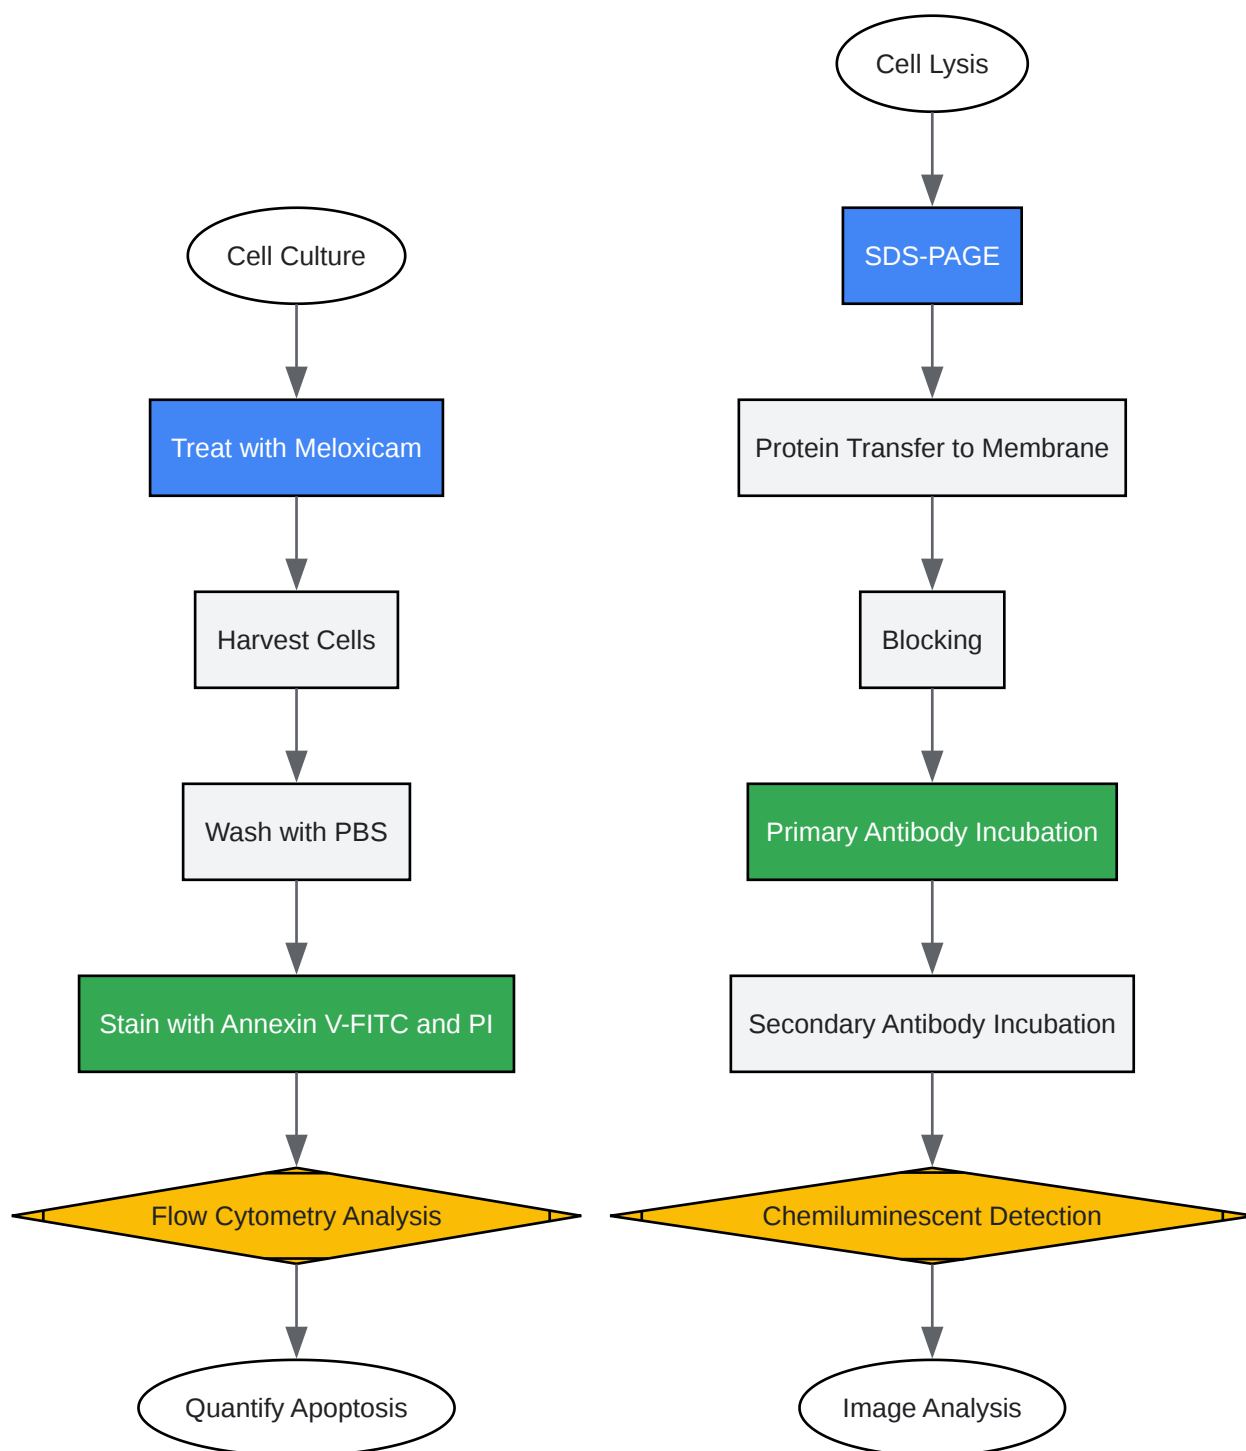 Cell Culture
Treat with Meloxicam
Harvest Cells
Wash with PBS
Stain with Annexin V-FITC and PI
Flow Cytometry Analysis
Quantify Apoptosis
Cell Lysis
SDS-PAGE
Protein Transfer to Membrane
Blocking
Primary Antibody Incubation
Secondary Antibody Incubation
Chemiluminescent Detection
Image Analysis